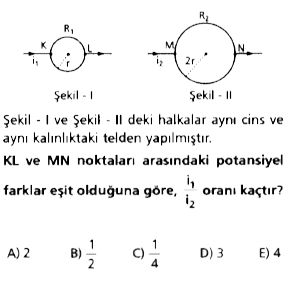 R₁
K
L
i₁
r
Şekil - I
R₂
M
N
i₂
2r
Şekil - II
Şekil - I ve Şekil - II deki halkalar aynı cins ve
aynı kalınlıktaki telden yapılmıştır.
KL ve MN noktaları arasındaki potansiyel
farklar eşit olduğuna göre, i₁/i₂ oranı kaçtır?
A) 2 B) 1/2 C) 1/4 D) 3 E) 4